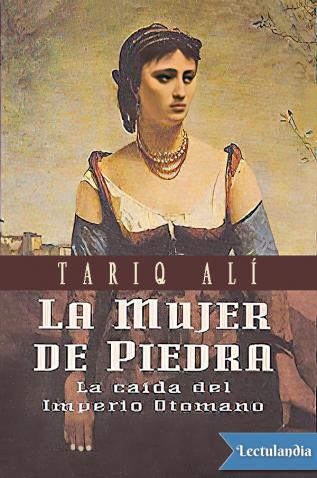 TARIQ ALÍ
LA MUJER
DE PIEDRA
La caída del
Imperio Otomano
Lectulandia